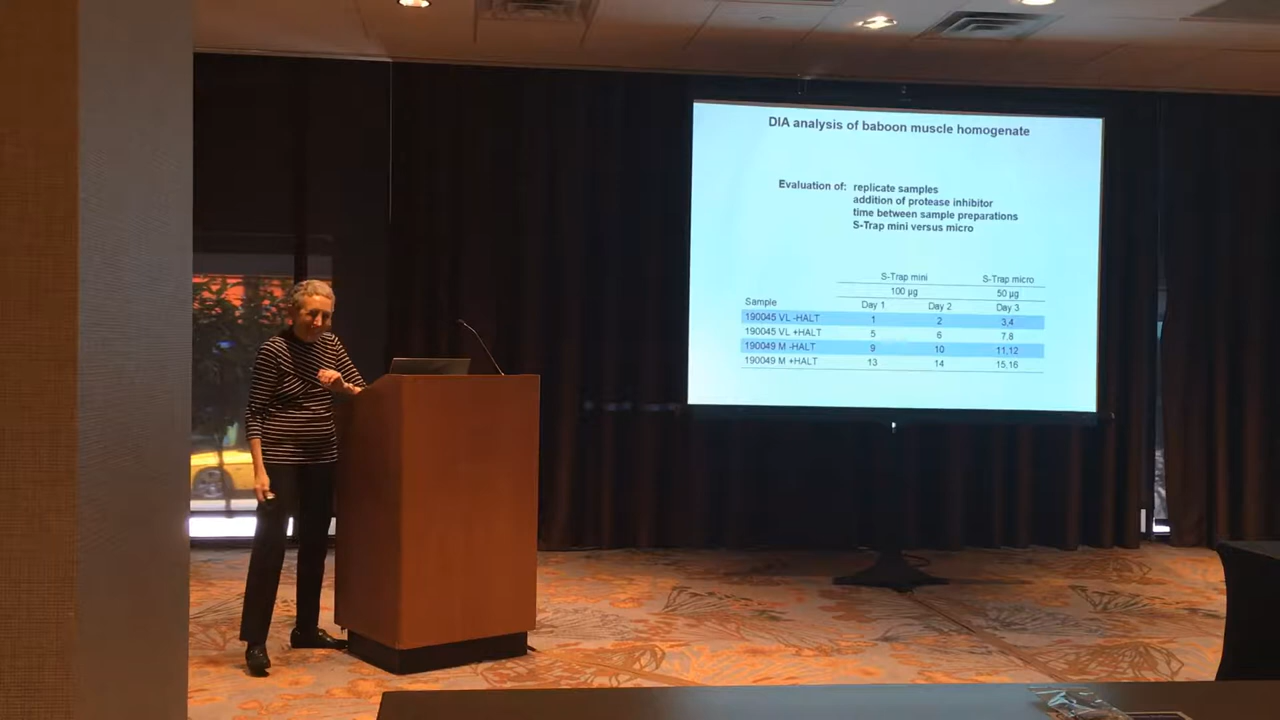 DIA analysis of baboon muscle homogenate
Evaluation of: replicate samples
addition of protease inhibitor
time between sample preparations
S-Trap mini versus micro
S-Trap mini S-Trap micro
100 µg 50 µg
Sample Day 1 Day 2 Day 3
190045 VL -HALT 1 2 3,4
190045 VL +HALT 5 6 7,8
190049 M -HALT 9 10 11,12
190049 M +HALT 13 14 15,16